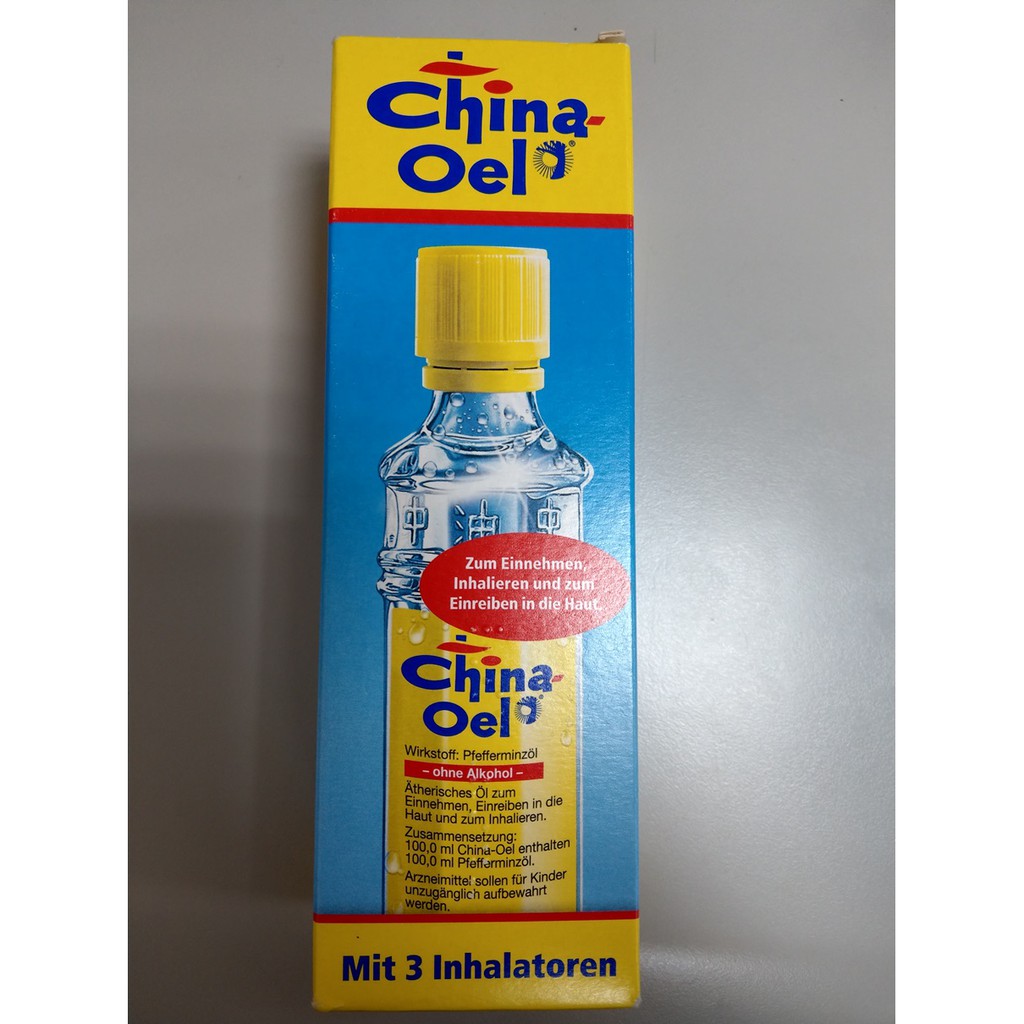 China-
Oel®
中 油 中
Zum Einnehmen,
Inhalieren und zum
Einreiben in die Haut.
China-
Oel®
Wirkstoff: Pfefferminzöl
– ohne Alkohol –
Ätherisches Öl zum
Einnehmen, Einreiben in die
Haut und zum Inhalieren.
Zusammensetzung:
100,0 ml China-Oel enthalten
100,0 ml Pfefferminzöl.
Arzneimittel sollen für Kinder
unzugänglich aufbewahrt
werden.
Mit 3 Inhalatoren